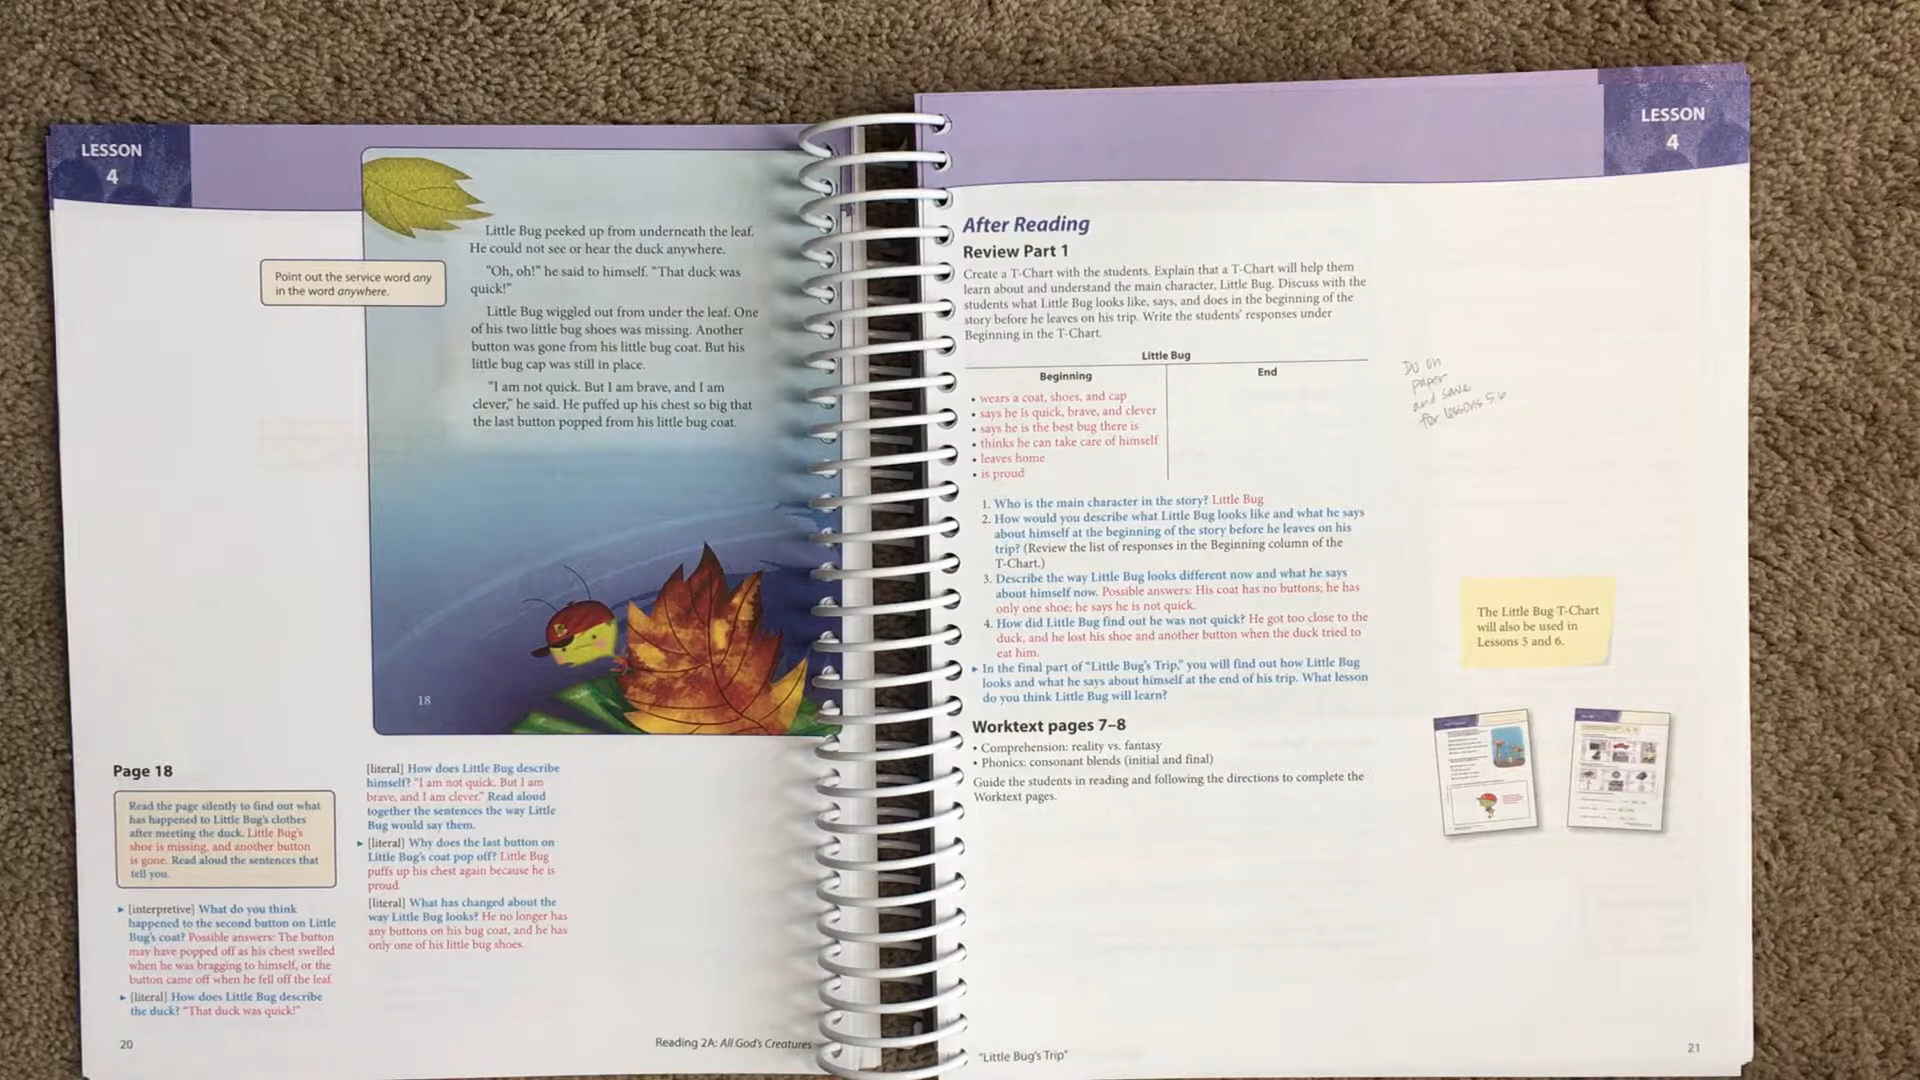 LESSON
4
Point out the service word any
in the word anywhere.
Little Bug peeked up from underneath the leaf.
He could not see or hear the duck anywhere.
"Oh, oh!" he said to himself. "That duck was
quick!"
Little Bug wiggled out from under the leaf. One
of his two little bug shoes was missing. Another
button was gone from his little bug coat. But his
little bug cap was still in place.
"I am not quick. But I am brave, and I am
clever," he said. He puffed up his chest so big that
the last button popped from his little bug coat.
18
Page 18
Read the page silently to find out what
has happened to Little Bug's clothes
after meeting the duck. Little Bug's
shoe is missing, and another button
is gone. Read aloud the sentences that
tell you.
► [interpretive] What do you think
happened to the second button on Little
Bug's coat? Possible answers: The button
may have popped off as his chest swelled
when he was bragging to himself, or the
button came off when he fell off the leaf.
► [literal] How does Little Bug describe
the duck? "That duck was quick!"
[literal] How does Little Bug describe
himself? "I am not quick. But I am
brave, and I am clever." Read aloud
together the sentences the way Little
Bug would say them.
► [literal] Why does the last button on
Little Bug's coat pop off? Little Bug
puffs up his chest again because he is
proud.
[literal] What has changed about the
way Little Bug looks? He no longer has
any buttons on his bug coat, and he has
only one of his little bug shoes.
20
Reading 2A: All God's Creatures
LESSON
4
After Reading
Review Part 1
Create a T-Chart with the students. Explain that a T-Chart will help them
learn about and understand the main character, Little Bug. Discuss with the
students what Little Bug looks like, says, and does in the beginning of the
story before he leaves on his trip. Write the students' responses under
Beginning in the T-Chart.
Little Bug
Beginning
End
• wears a coat, shoes, and cap
• says he is quick, brave, and clever
• says he is the best bug there is
• thinks he can take care of himself
• leaves home
• is proud
Do on
paper
and save
for lessons 5,6
1. Who is the main character in the story? Little Bug
2. How would you describe what Little Bug looks like and what he says
about himself at the beginning of the story before he leaves on his
trip? (Review the list of responses in the Beginning column of the
T-Chart.)
3. Describe the way Little Bug looks different now and what he says
about himself now. Possible answers: His coat has no buttons; he has
only one shoe; he says he is not quick.
4. How did Little Bug find out he was not quick? He got too close to the
duck, and he lost his shoe and another button when the duck tried to
eat him.
► In the final part of "Little Bug's Trip," you will find out how Little Bug
looks and what he says about himself at the end of his trip. What lesson
do you think Little Bug will learn?
The Little Bug T-Chart
will also be used in
Lessons 5 and 6.
Worktext pages 7–8
• Comprehension: reality vs. fantasy
• Phonics: consonant blends (initial and final)
Guide the students in reading and following the directions to complete the
Worktext pages.
"Little Bug's Trip"
21